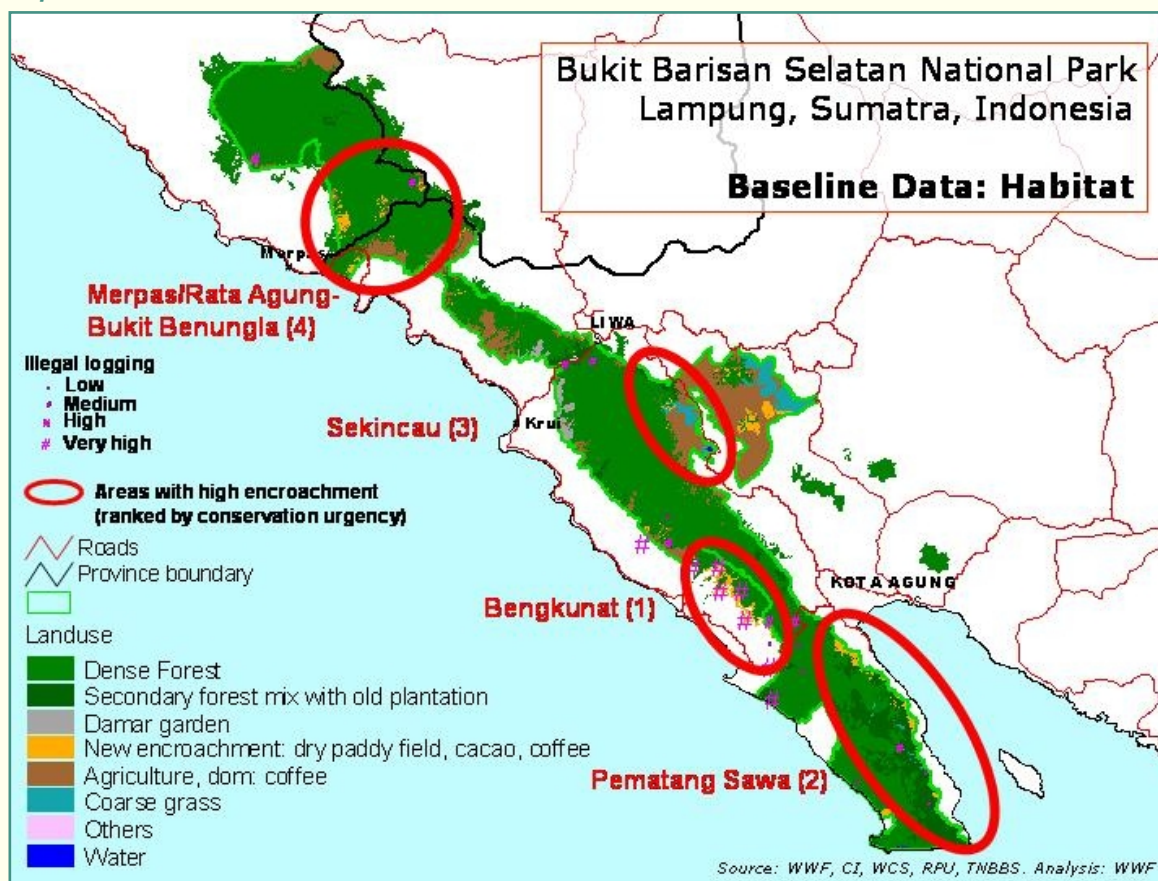 Bukit Barisan Selatan National Park
Lampung, Sumatra, Indonesia
Baseline Data: Habitat
Merpas
Merpas/Rata Agung-
Bukit Benungla (4)
LIWA
Illegal logging
Low
Medium
High
# Very high
Sekincau (3)
Krui
Areas with high encroachment
(ranked by conservation urgency)
Roads
Province boundary
KOTA AGUNG
Bengkunat (1)
Landuse
Dense Forest
Secondary forest mix with old plantation
Damar garden
New encroachment: dry paddy field, cacao, coffee
Agriculture, dom: coffee
Coarse grass
Others
Water
Pematang Sawa (2)
Source: WWF, CI, WCS, RPU, TNBBS. Analysis: WWF